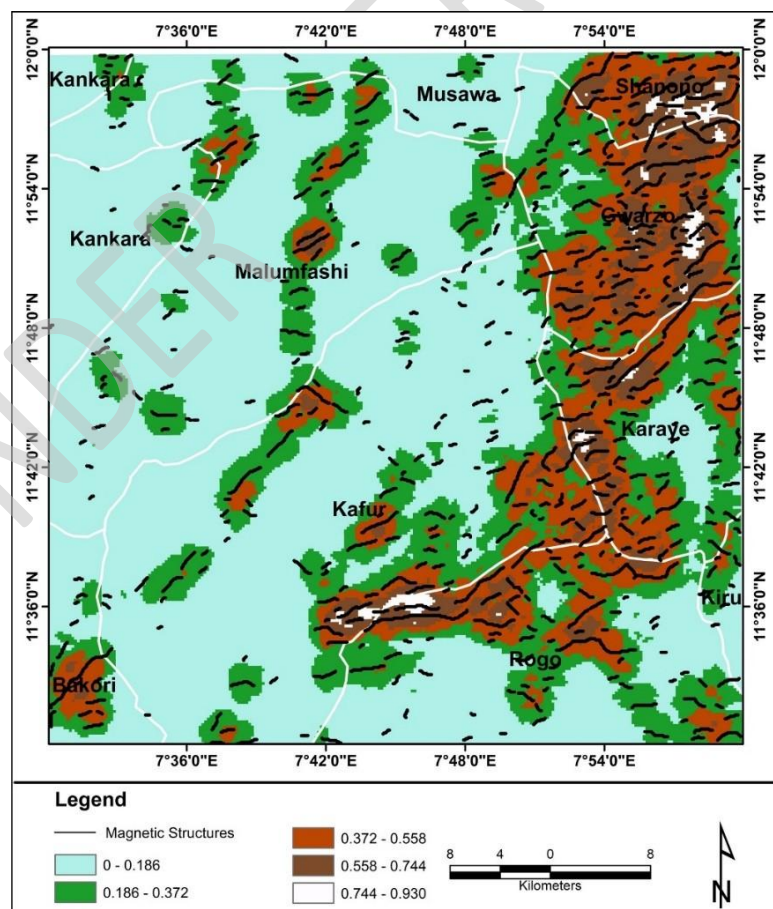 7°36'0"E 7°42'0"E 7°48'0"E 7°54'0"E
12°0'0"N 12°0'0"N
Kankara Musawa Shanono
11°54'0"N 11°54'0"N
Kankara Gwarzo
Malumfashi
11°48'0"N 11°48'0"N
Karaye
11°42'0"N 11°42'0"N
Kafur
11°36'0"N Kiru 11°36'0"N
Rogo
Bakori
7°36'0"E 7°42'0"E 7°48'0"E 7°54'0"E
Legend
Magnetic Structures
0 - 0.186
0.186 - 0.372
0.372 - 0.558
0.558 - 0.744
0.744 - 0.930
8 4 0 8
Kilometers
N
NDER